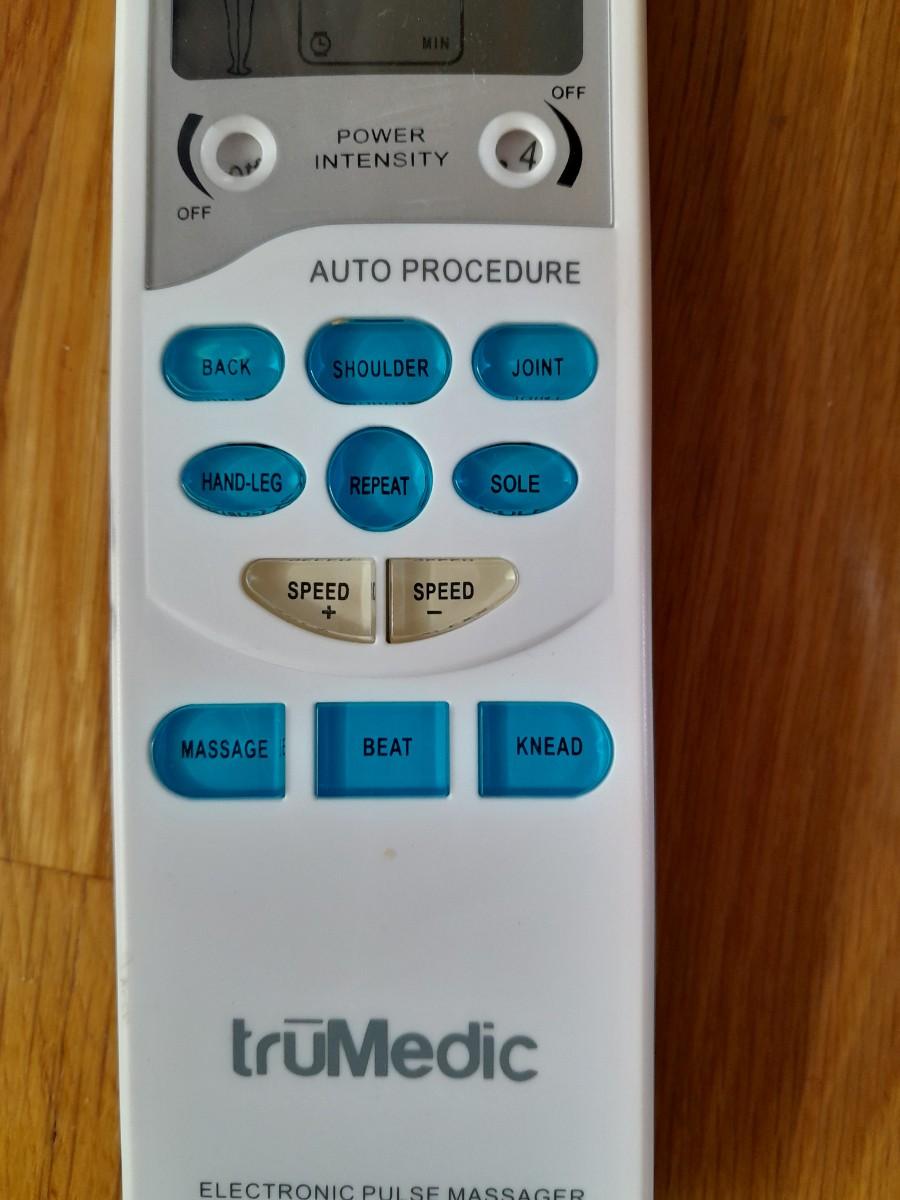 MIN
OFF
POWER
INTENSITY
4
OFF
AUTO PROCEDURE
BACK SHOULDER JOINT
HAND-LEG REPEAT SOLE
SPEED SPEED
+ −
MASSAGE BEAT KNEAD
trūMedic
ELECTRONIC PULSE MASSAGER